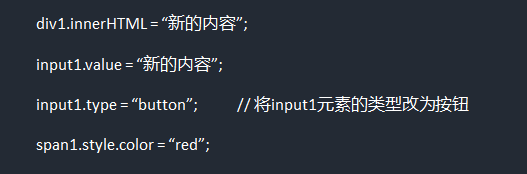 div1.innerHTML = “新的内容”;
input1.value = “新的内容”;
input1.type = “button”; // 将input1元素的类型改为按钮
span1.style.color = “red”;